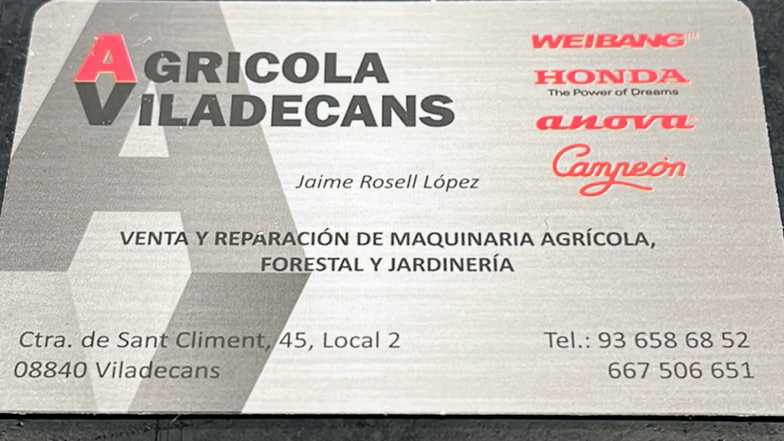 AGRICOLA
VILADECANS
WEIBANG
HONDA
The Power of Dreams
anova
Campeón
Jaime Rosell López
VENTA Y REPARACIÓN DE MAQUINARIA AGRÍCOLA,
FORESTAL Y JARDINERÍA
Ctra. de Sant Climent, 45, Local 2
08840 Viladecans
Tel.: 93 658 68 52
667 506 651